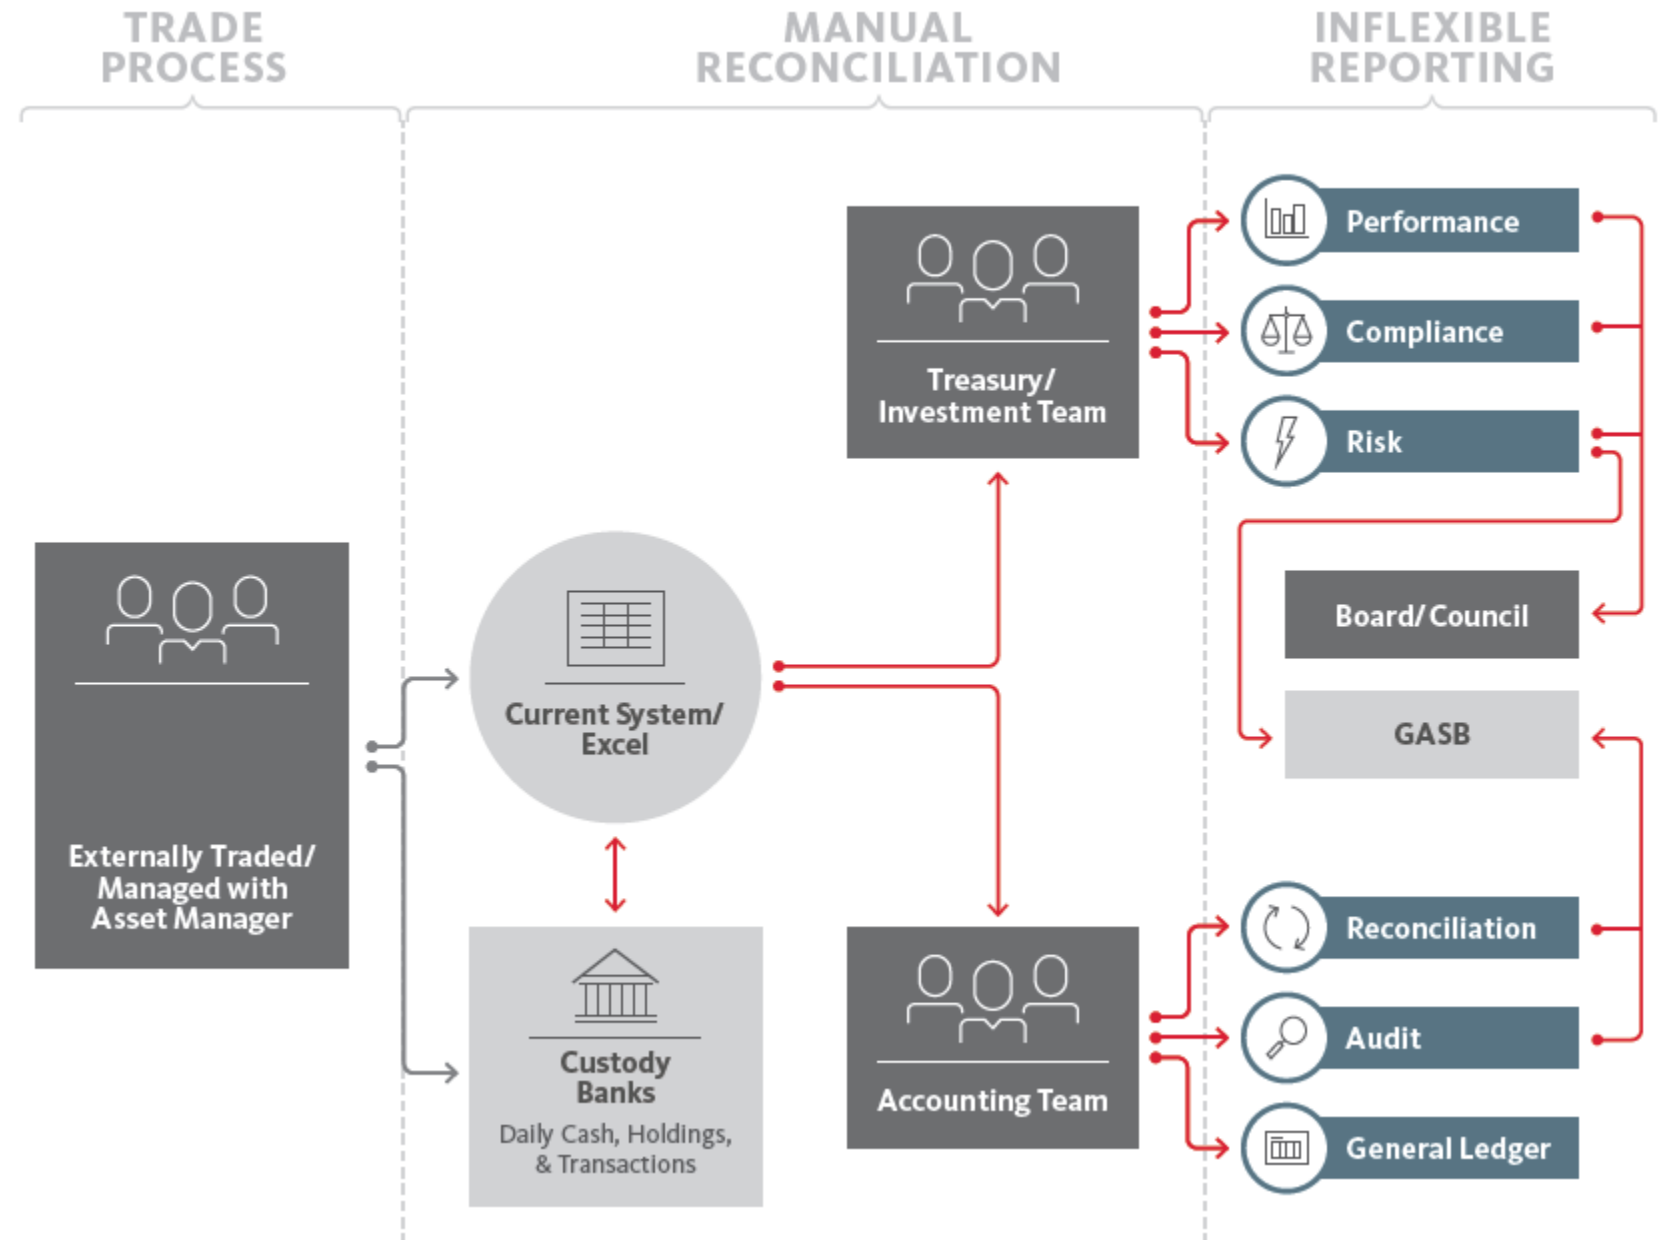 TRADE
PROCESS
MANUAL
RECONCILIATION
INFLEXIBLE
REPORTING
Externally Traded/
Managed with
Asset Manager
Current System/
Excel
Custody
Banks
Daily Cash, Holdings,
& Transactions
Treasury/
Investment Team
Accounting Team
Performance
Compliance
Risk
Board/Council
GASB
Reconciliation
Audit
General Ledger